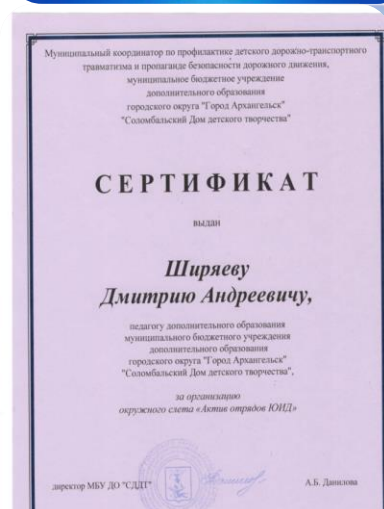 Муниципальный координатор по профилактике детского дорожно-транспортного
травматизма и пропаганде безопасности дорожного движения,
муниципальное бюджетное учреждение
дополнительного образования
городского округа "Город Архангельск"
"Соломбальский Дом детского творчества"
СЕРТИФИКАТ
выдан
Ширяеву
Дмитрию Андреевичу,
педагогу дополнительного образования
муниципального бюджетного учреждения
дополнительного образования
городского округа "Город Архангельск"
"Соломбальский Дом детского творчества",
за организацию
окружного слета «Актив отрядов ЮИД»
директор МБУ ДО "СДДТ" А.Б. Данилова